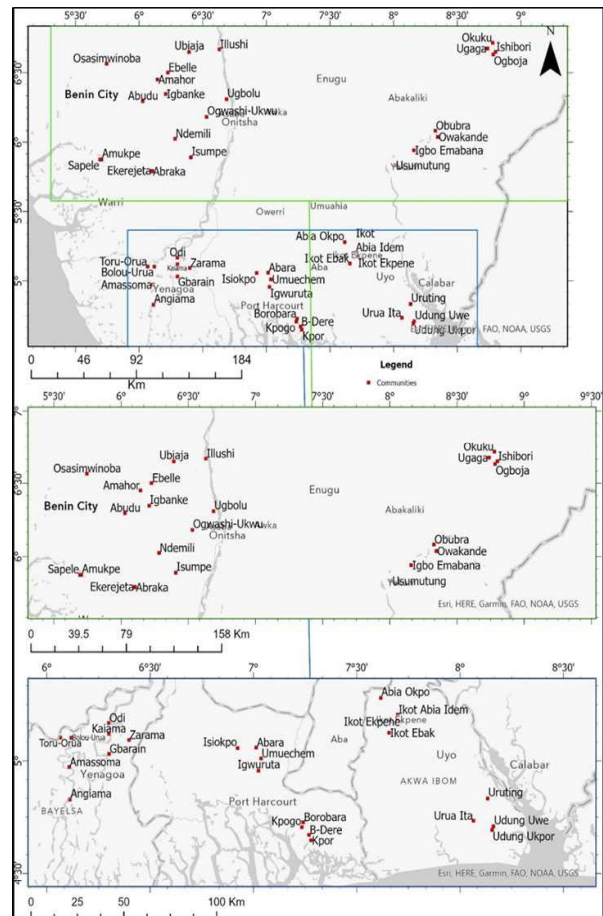 5°30' 6° 6°30' 7° 7°30' 8° 8°30' 9° 9°30'
6°30'
6°
5°30'
5°
Okuku
Ugaga Ishibori
Ogboja
N
Ubiaja Illushi
Osasimwinoba
Ebelle
Amahor
Enugu
Benin City Igbanke
Abudu Ugbolu
Abakaliki
Ogwashi-Ukwu Awka
Onitsha
Obubra
Owakande
Ndemili
Igbo Emabana
Amukpe Isumpe
Usumutung
Sapele Ekerejeta Abraka
Warri
Owerri Umuahia
Abia Okpo Ikot
Abia Idem
Odi
Ikot Ebak Ikot Ekpene
Toru-Orua Kaiama Zarama
Aba
Bolou-Urua Gbarain
Isiokpo Abara
Umuechem
Uyo Calabar
Amassoma Yenagoa
Igwuruta
Angiama
Port Harcourt
Uruting
Borobara
Urua Ita Udung Uwe
Kpogo B-Dere
Kpor
Udung Ukpor
FAO, NOAA, USGS
0 46 92 184
Km
Legend
Communities
5°30' 6° 6°30' 7° 7°30' 8° 8°30' 9° 9°30'
7°
6°30'
6°
Okuku
Ugaga Ishibori
Ogboja
Ubiaja Illushi
Osasimwinoba
Ebelle
Amahor
Enugu
Benin City Igbanke
Abudu Ugbolu
Abakaliki
Ogwashi-Ukwu Awka
Onitsha
Obubra
Owakande
Ndemili
Igbo Emabana
Sapele Amukpe Isumpe
Usumutung
Ekerejeta Abraka
Esri, HERE, Garmin, FAO, NOAA, USGS
0 39.5 79 158 Km
6° 6°30' 7° 7°30' 8° 8°30'
5°
4°30'
Abia Okpo
Ikot Abia Idem
Odi
Ikot Ekpene
Kaiama
Toru-Orua Bolou-Urua Zarama
Ikot Ebak
Aba
Gbarain
Isiokpo Abara
Umuechem
Uyo
Amassoma
Yenagoa
Igwuruta
Calabar
AKWA IBOM
Angiama
Port Harcourt
Uruting
BAYELSA
Kpogo Borobara
B-Dere
Kpor
Urua Ita Udung Uwe
Udung Ukpor
Esri, HERE, Garmin, FAO, NOAA, USGS
0 25 50 100 Km